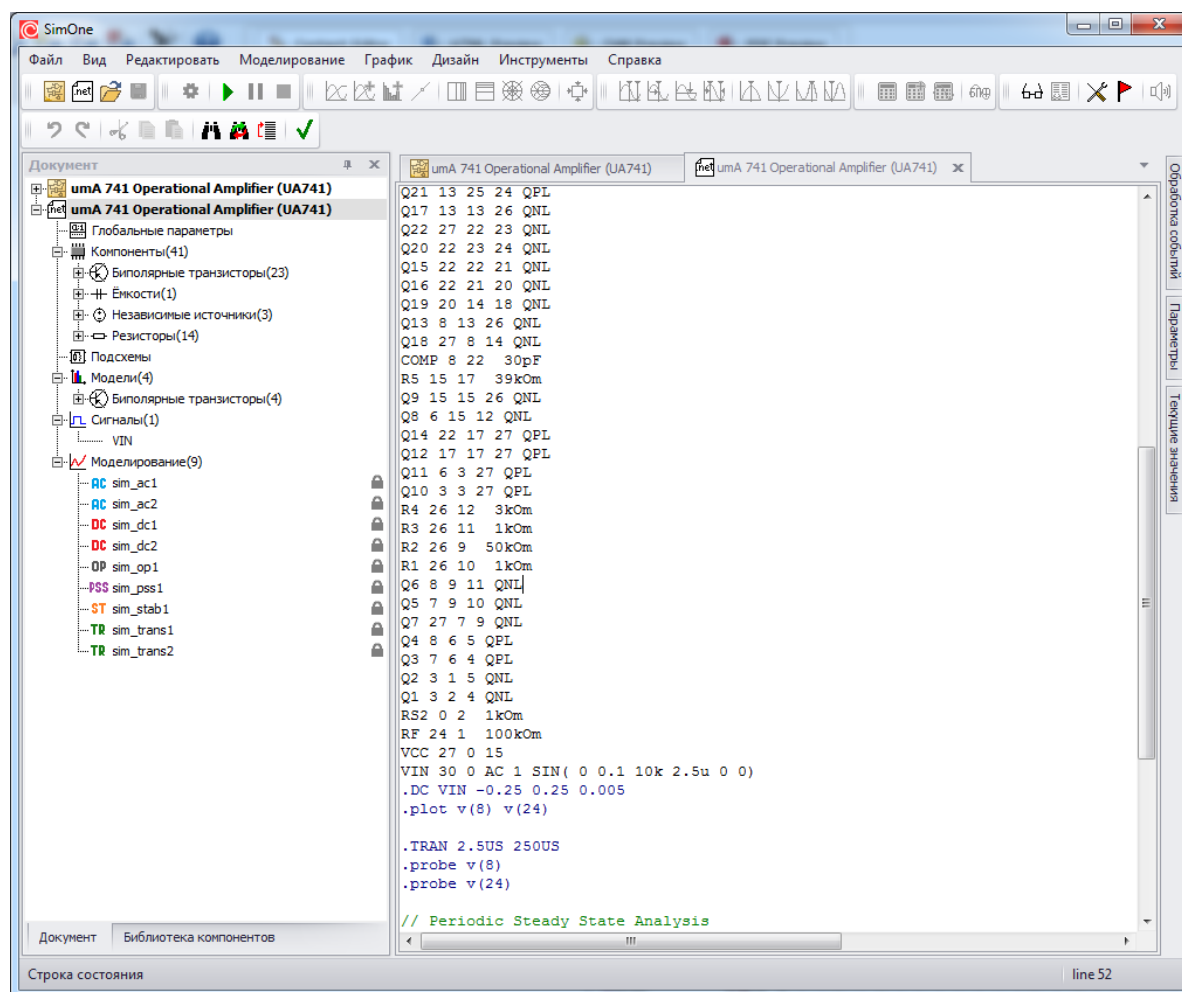 SimOne
Файл Вид Редактировать Моделирование График Дизайн Инструменты Справка
Документ
umA 741 Operational Amplifier (UA741)
umA 741 Operational Amplifier (UA741)
Глобальные параметры
Компоненты(41)
Биполярные транзисторы(23)
Ёмкости(1)
Независимые источники(3)
Резисторы(14)
Подсхемы
Модели(4)
Биполярные транзисторы(4)
Сигналы(1)
VIN
Моделирование(9)
AC sim_ac1
AC sim_ac2
DC sim_dc1
DC sim_dc2
OP sim_op1
PSS sim_pss1
ST sim_stab1
TR sim_trans1
TR sim_trans2
Документ Библиотека компонентов
umA 741 Operational Amplifier (UA741) net umA 741 Operational Amplifier (UA741)
Q21 13 25 24 QPL
Q17 13 13 26 QNL
Q22 27 22 23 QNL
Q20 22 23 24 QNL
Q15 22 22 21 QNL
Q16 22 21 20 QNL
Q19 20 14 18 QNL
Q13 8 13 26 QNL
Q18 27 8 14 QNL
COMP 8 22 30pF
R5 15 17 39kOm
Q9 15 15 26 QNL
Q8 6 15 12 QNL
Q14 22 17 27 QPL
Q12 17 17 27 QPL
Q11 6 3 27 QPL
Q10 3 3 27 QPL
R4 26 12 3kOm
R3 26 11 1kOm
R2 26 9 50kOm
R1 26 10 1kOm
Q6 8 9 11 QNL
Q5 7 9 10 QNL
Q7 27 7 9 QNL
Q4 8 6 5 QPL
Q3 7 6 4 QPL
Q2 3 1 5 QNL
Q1 3 2 4 QNL
RS2 0 2 1kOm
RF 24 1 100kOm
VCC 27 0 15
VIN 30 0 AC 1 SIN( 0 0.1 10k 2.5u 0 0)
.DC VIN -0.25 0.25 0.005
.plot v(8) v(24)
.TRAN 2.5US 250US
.probe v(8)
.probe v(24)
// Periodic Steady State Analysis
Обработка событий
Параметры
Текущие значения
Строка состояния
line 52